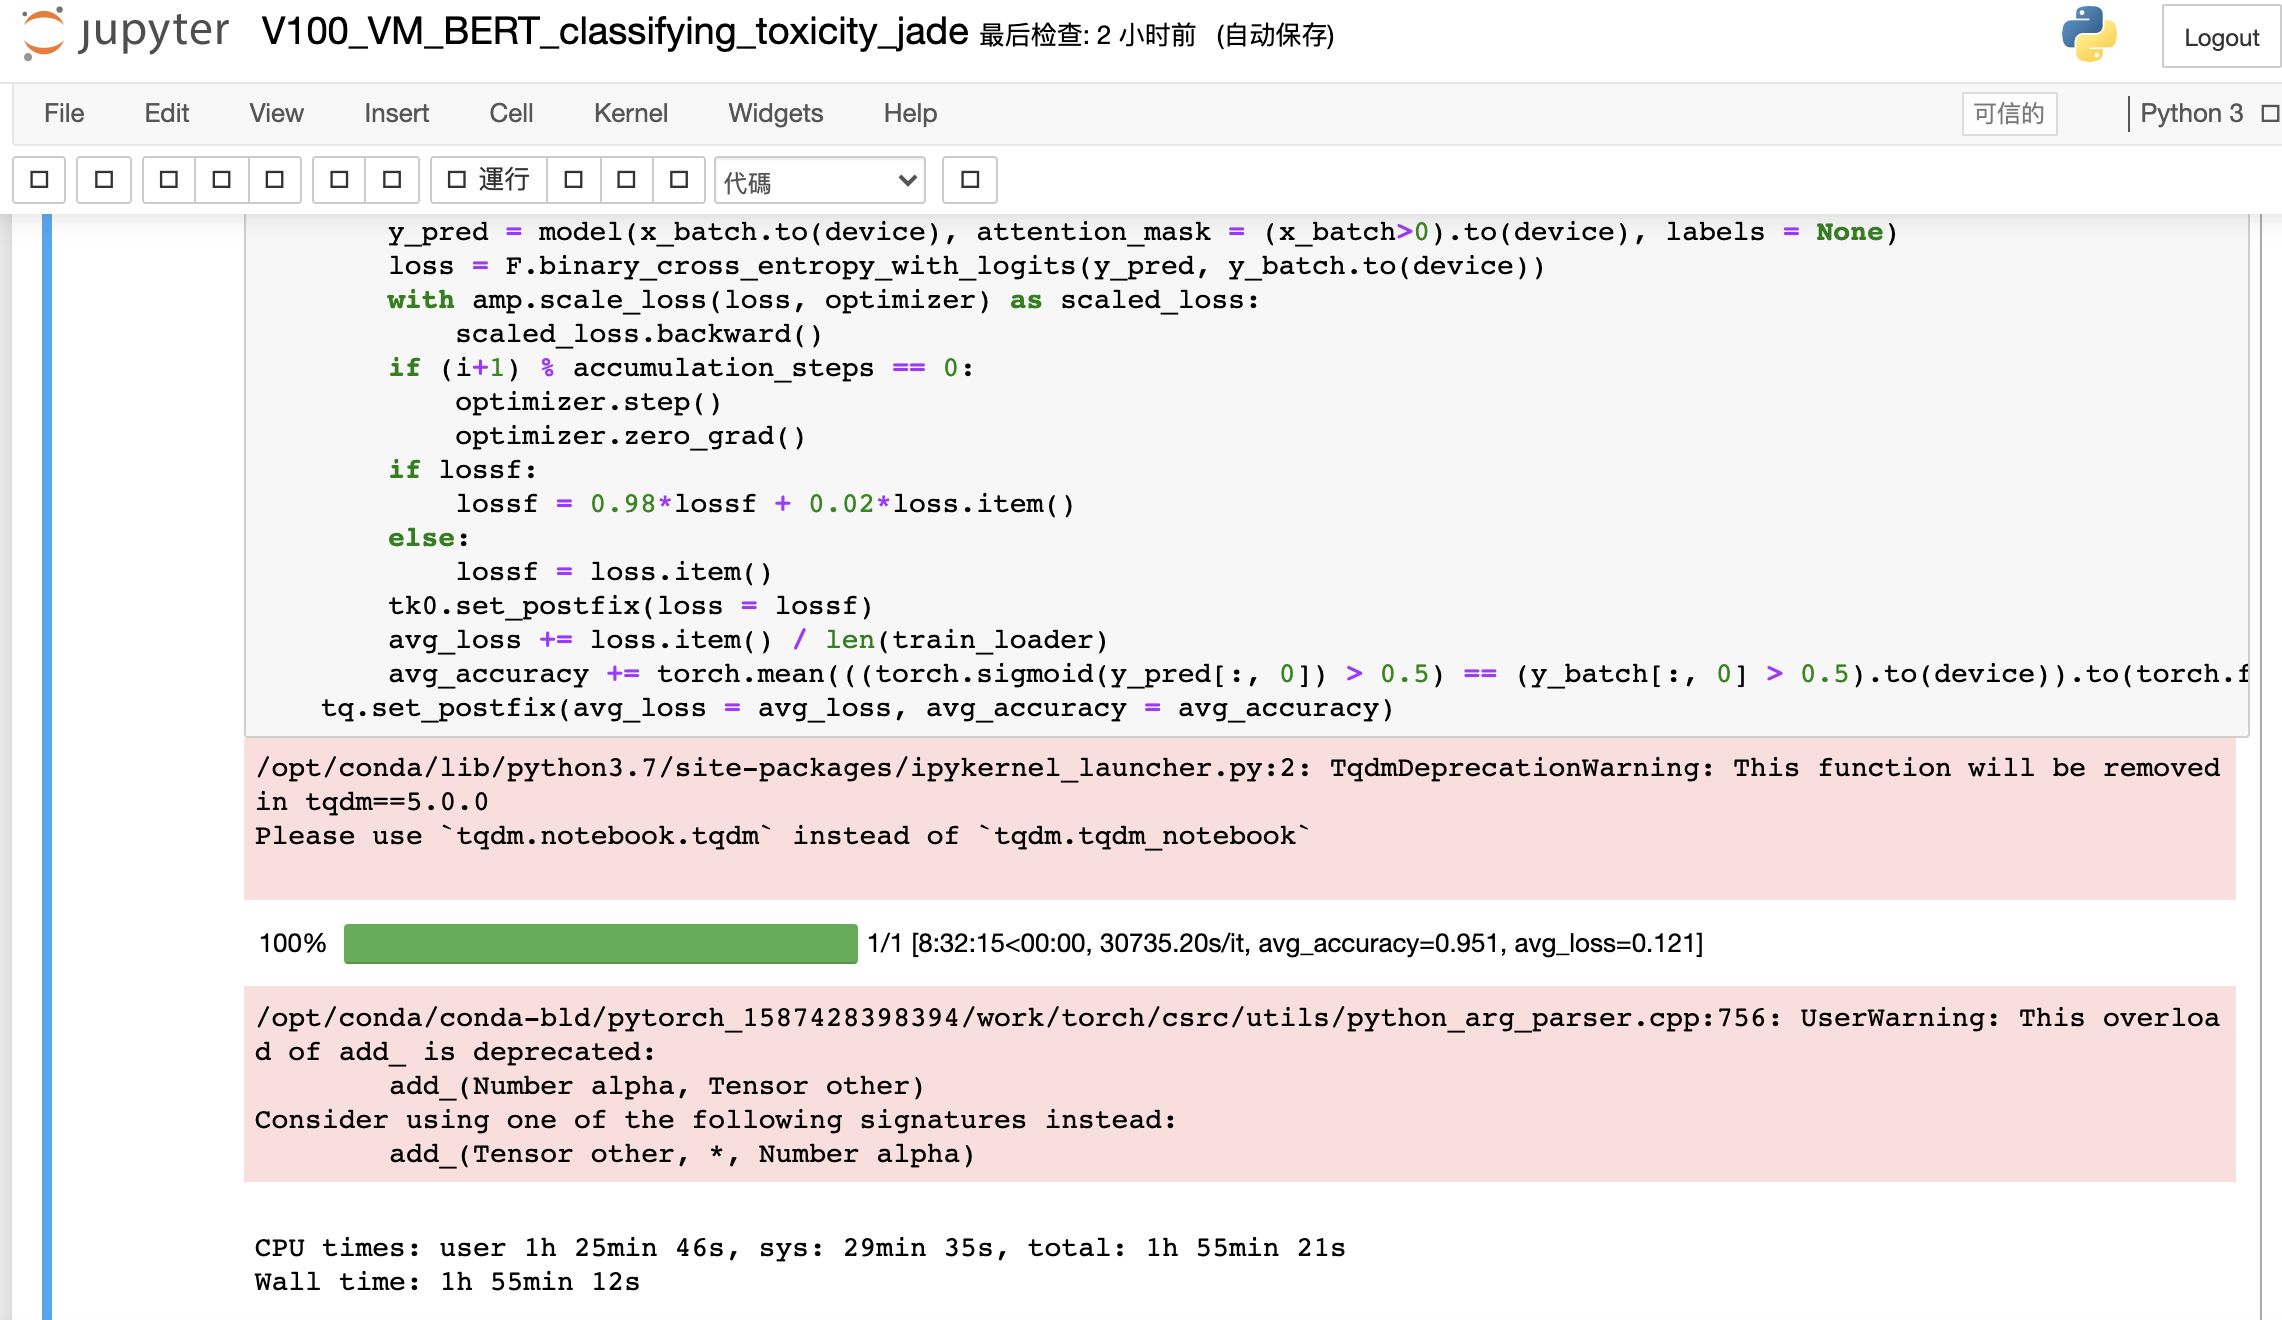 jupyter V100_VM_BERT_classifying_toxicity_jade 最后检查: 2 小时前 (自动保存) Logout
File Edit View Insert Cell Kernel Widgets Help 可信的 Python 3
運行 代碼
y_pred = model(x_batch.to(device), attention_mask = (x_batch>0).to(device), labels = None)
loss = F.binary_cross_entropy_with_logits(y_pred, y_batch.to(device))
with amp.scale_loss(loss, optimizer) as scaled_loss:
scaled_loss.backward()
if (i+1) % accumulation_steps == 0:
optimizer.step()
optimizer.zero_grad()
if lossf:
lossf = 0.98*lossf + 0.02*loss.item()
else:
lossf = loss.item()
tk0.set_postfix(loss = lossf)
avg_loss += loss.item() / len(train_loader)
avg_accuracy += torch.mean(((torch.sigmoid(y_pred[:, 0]) > 0.5) == (y_batch[:, 0] > 0.5).to(device)).to(torch.f
tq.set_postfix(avg_loss = avg_loss, avg_accuracy = avg_accuracy)
/opt/conda/lib/python3.7/site-packages/ipykernel_launcher.py:2: TqdmDeprecationWarning: This function will be removed
in tqdm==5.0.0
Please use `tqdm.notebook.tqdm` instead of `tqdm.tqdm_notebook`
100% 1/1 [8:32:15<00:00, 30735.20s/it, avg_accuracy=0.951, avg_loss=0.121]
/opt/conda/conda-bld/pytorch_1587428398394/work/torch/csrc/utils/python_arg_parser.cpp:756: UserWarning: This overloa
d of add_ is deprecated:
add_(Number alpha, Tensor other)
Consider using one of the following signatures instead:
add_(Tensor other, *, Number alpha)
CPU times: user 1h 25min 46s, sys: 29min 35s, total: 1h 55min 21s
Wall time: 1h 55min 12s